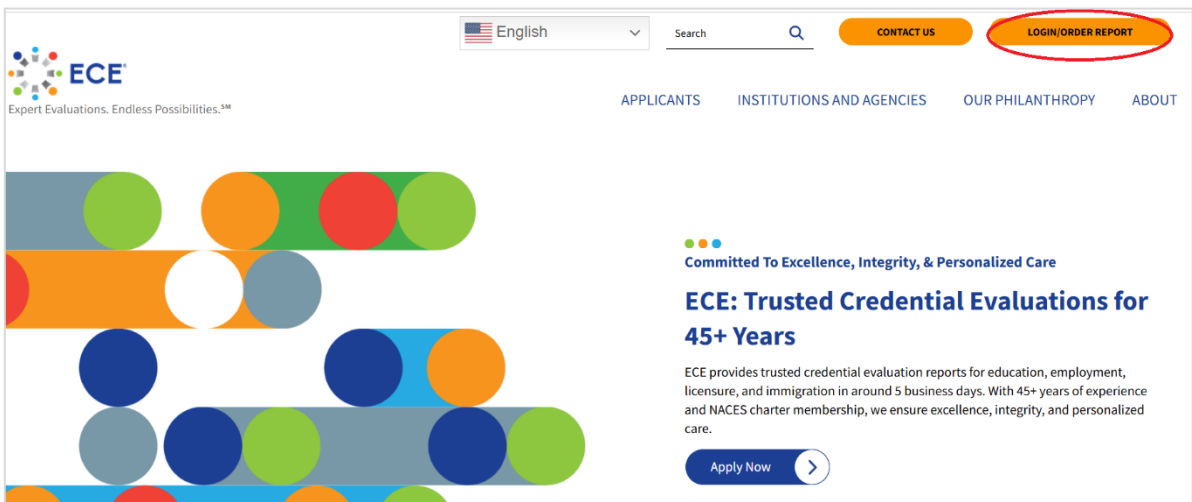 English
Search
CONTACT US
LOGIN/ORDER REPORT
ECE®
Expert Evaluations. Endless Possibilities.℠
APPLICANTS
INSTITUTIONS AND AGENCIES
OUR PHILANTHROPY
ABOUT
Committed To Excellence, Integrity, & Personalized Care
ECE: Trusted Credential Evaluations for
45+ Years
ECE provides trusted credential evaluation reports for education, employment,
licensure, and immigration in around 5 business days. With 45+ years of experience
and NACES charter membership, we ensure excellence, integrity, and personalized
care.
Apply Now